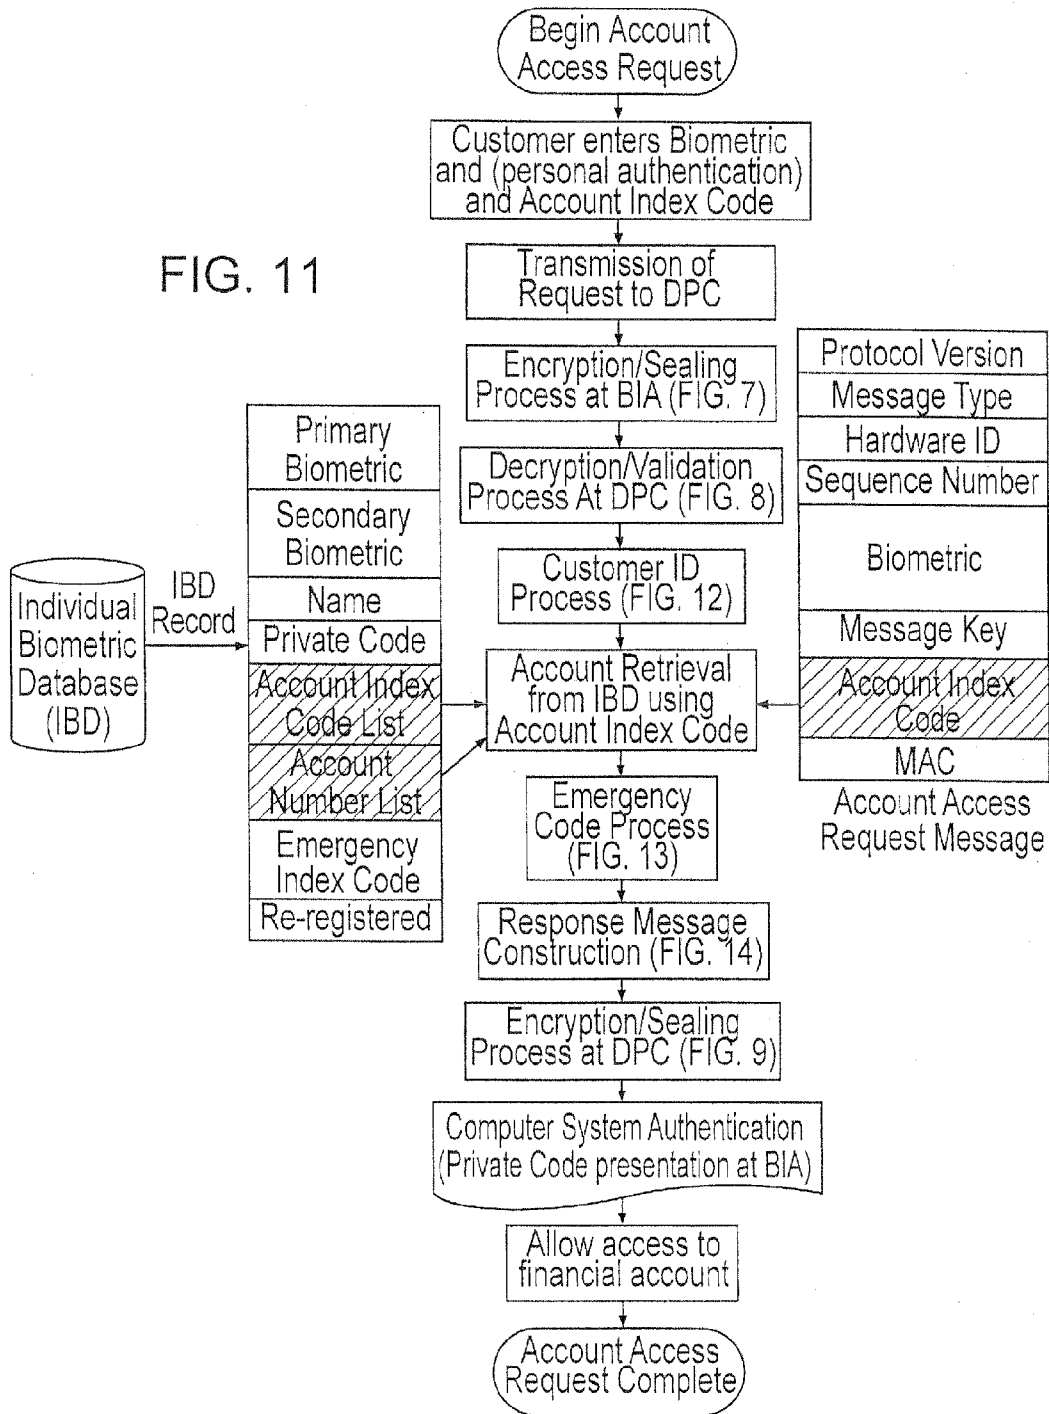 Begin Account
Access Request
Customer enters Biometric
and (personal authentication)
and Account Index Code
FIG. 11
Transmission of
Request to DPC
Encryption/Sealing
Process at BIA (FIG. 7)
Decryption/Validation
Process At DPC (FIG. 8)
Customer ID
Process (FIG. 12)
Individual
Biometric
Database
(IBD)
IBD
Record
Primary
Biometric
Secondary
Biometric
Name
Private Code
Account Index
Code List
Account
Number List
Emergency
Index Code
Re-registered
Account Retrieval
from IBD using
Account Index Code
Protocol Version
Message Type
Hardware ID
Sequence Number
Biometric
Message Key
Account Index
Code
MAC
Account Access
Request Message
Emergency
Code Process
(FIG. 13)
Response Message
Construction (FIG. 14)
Encryption/Sealing
Process at DPC (FIG. 9)
Computer System Authentication
(Private Code presentation at BIA)
Allow access to
financial account
Account Access
Request Complete